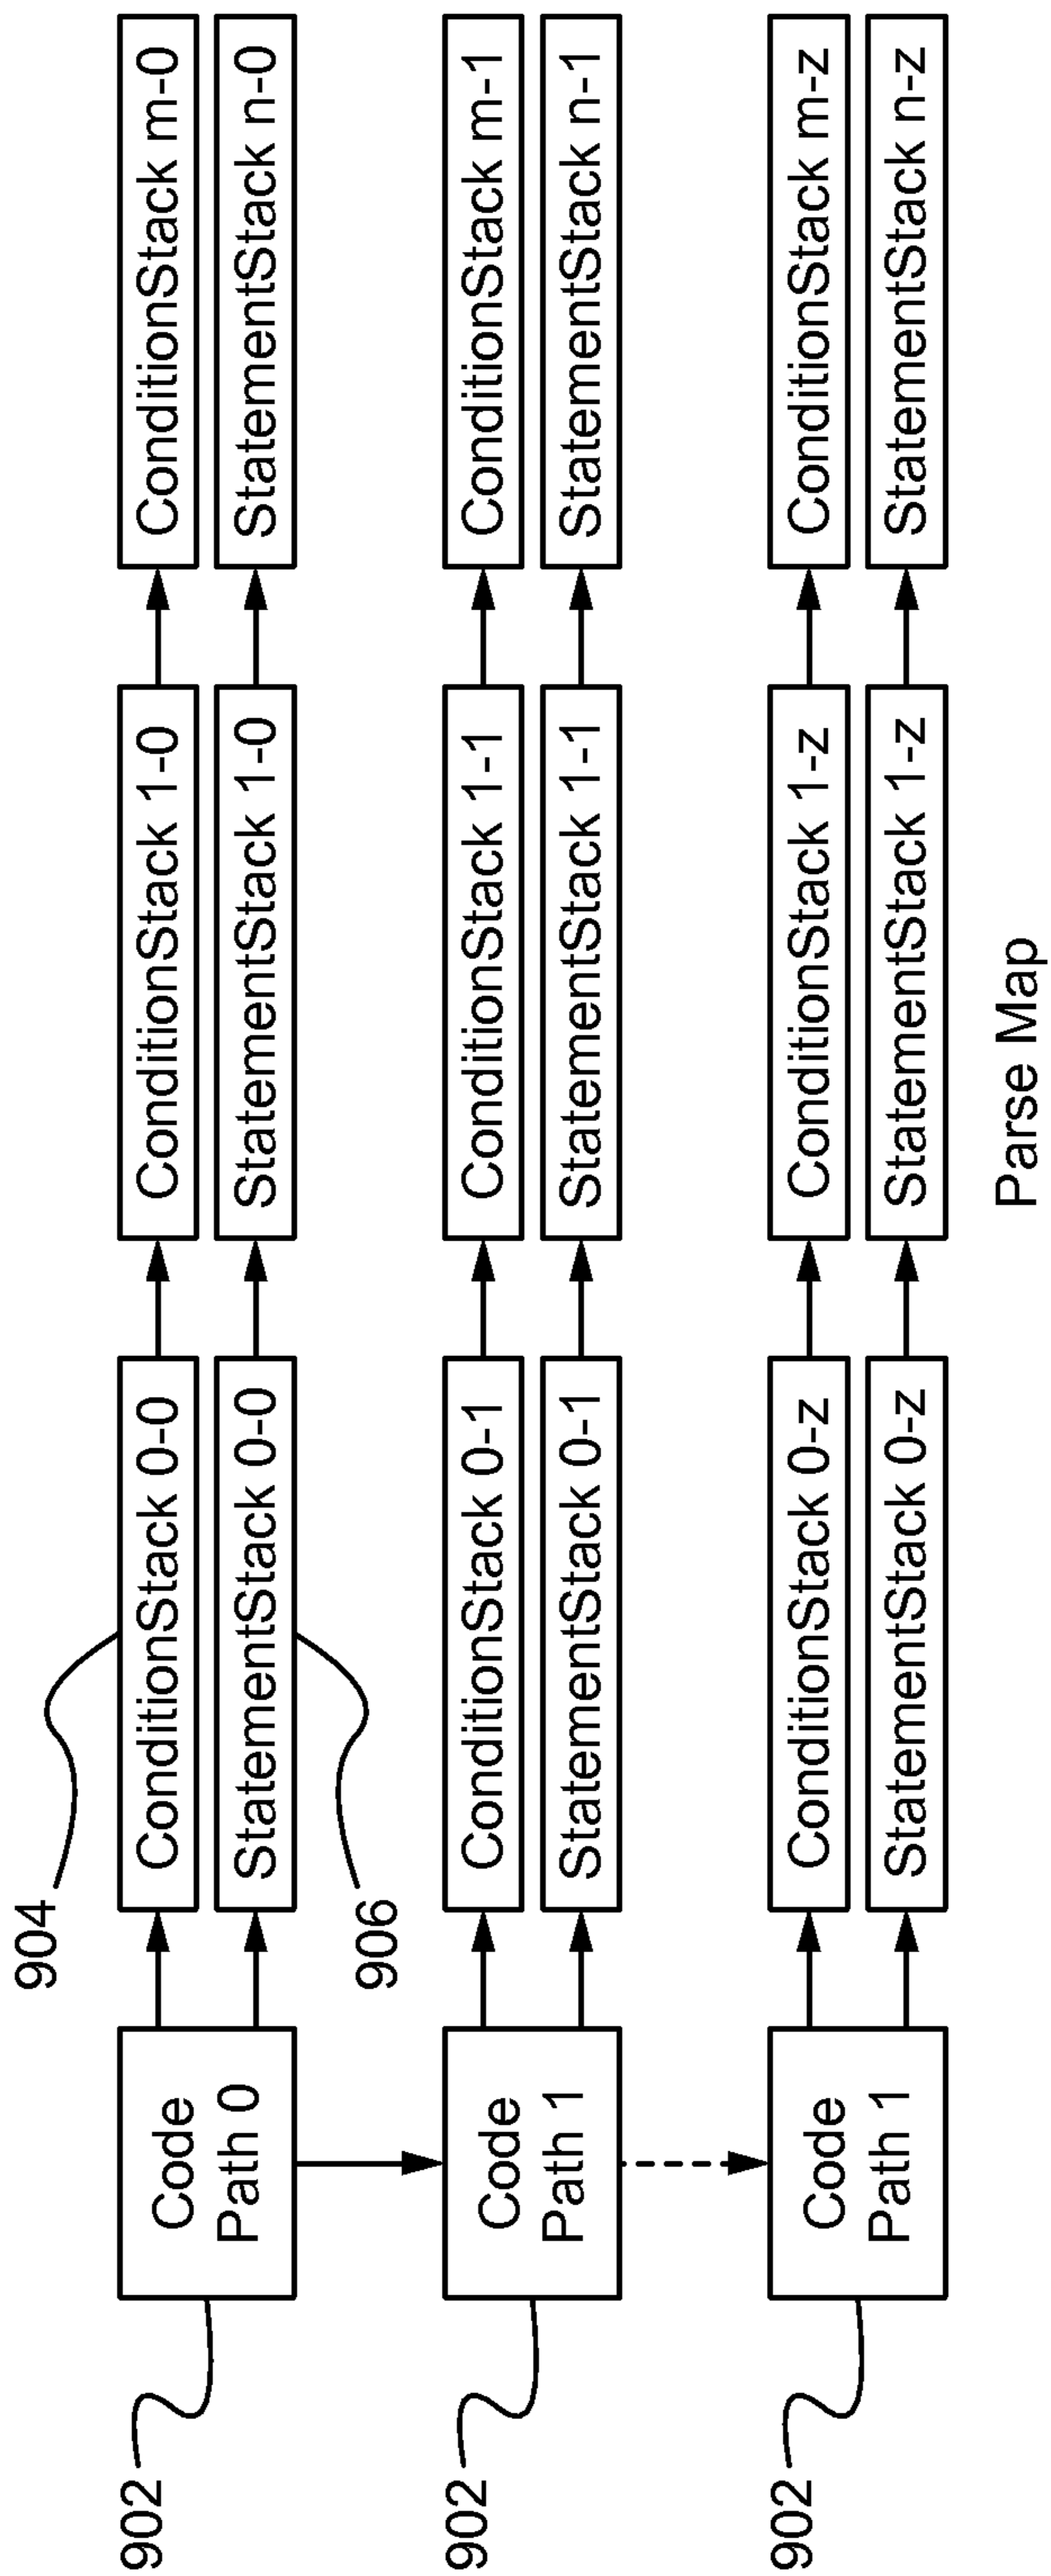 904
902
Code
Path 0
ConditionStack 0-0
ConditionStack 1-0
ConditionStack m-0
StatementStack 0-0
StatementStack 1-0
StatementStack n-0
906
902
Code
Path 1
ConditionStack 0-1
ConditionStack 1-1
ConditionStack m-1
StatementStack 0-1
StatementStack 1-1
StatementStack n-1
902
Code
Path 1
ConditionStack 0-z
ConditionStack 1-z
ConditionStack m-z
StatementStack 0-z
StatementStack 1-z
StatementStack n-z
Parse Map